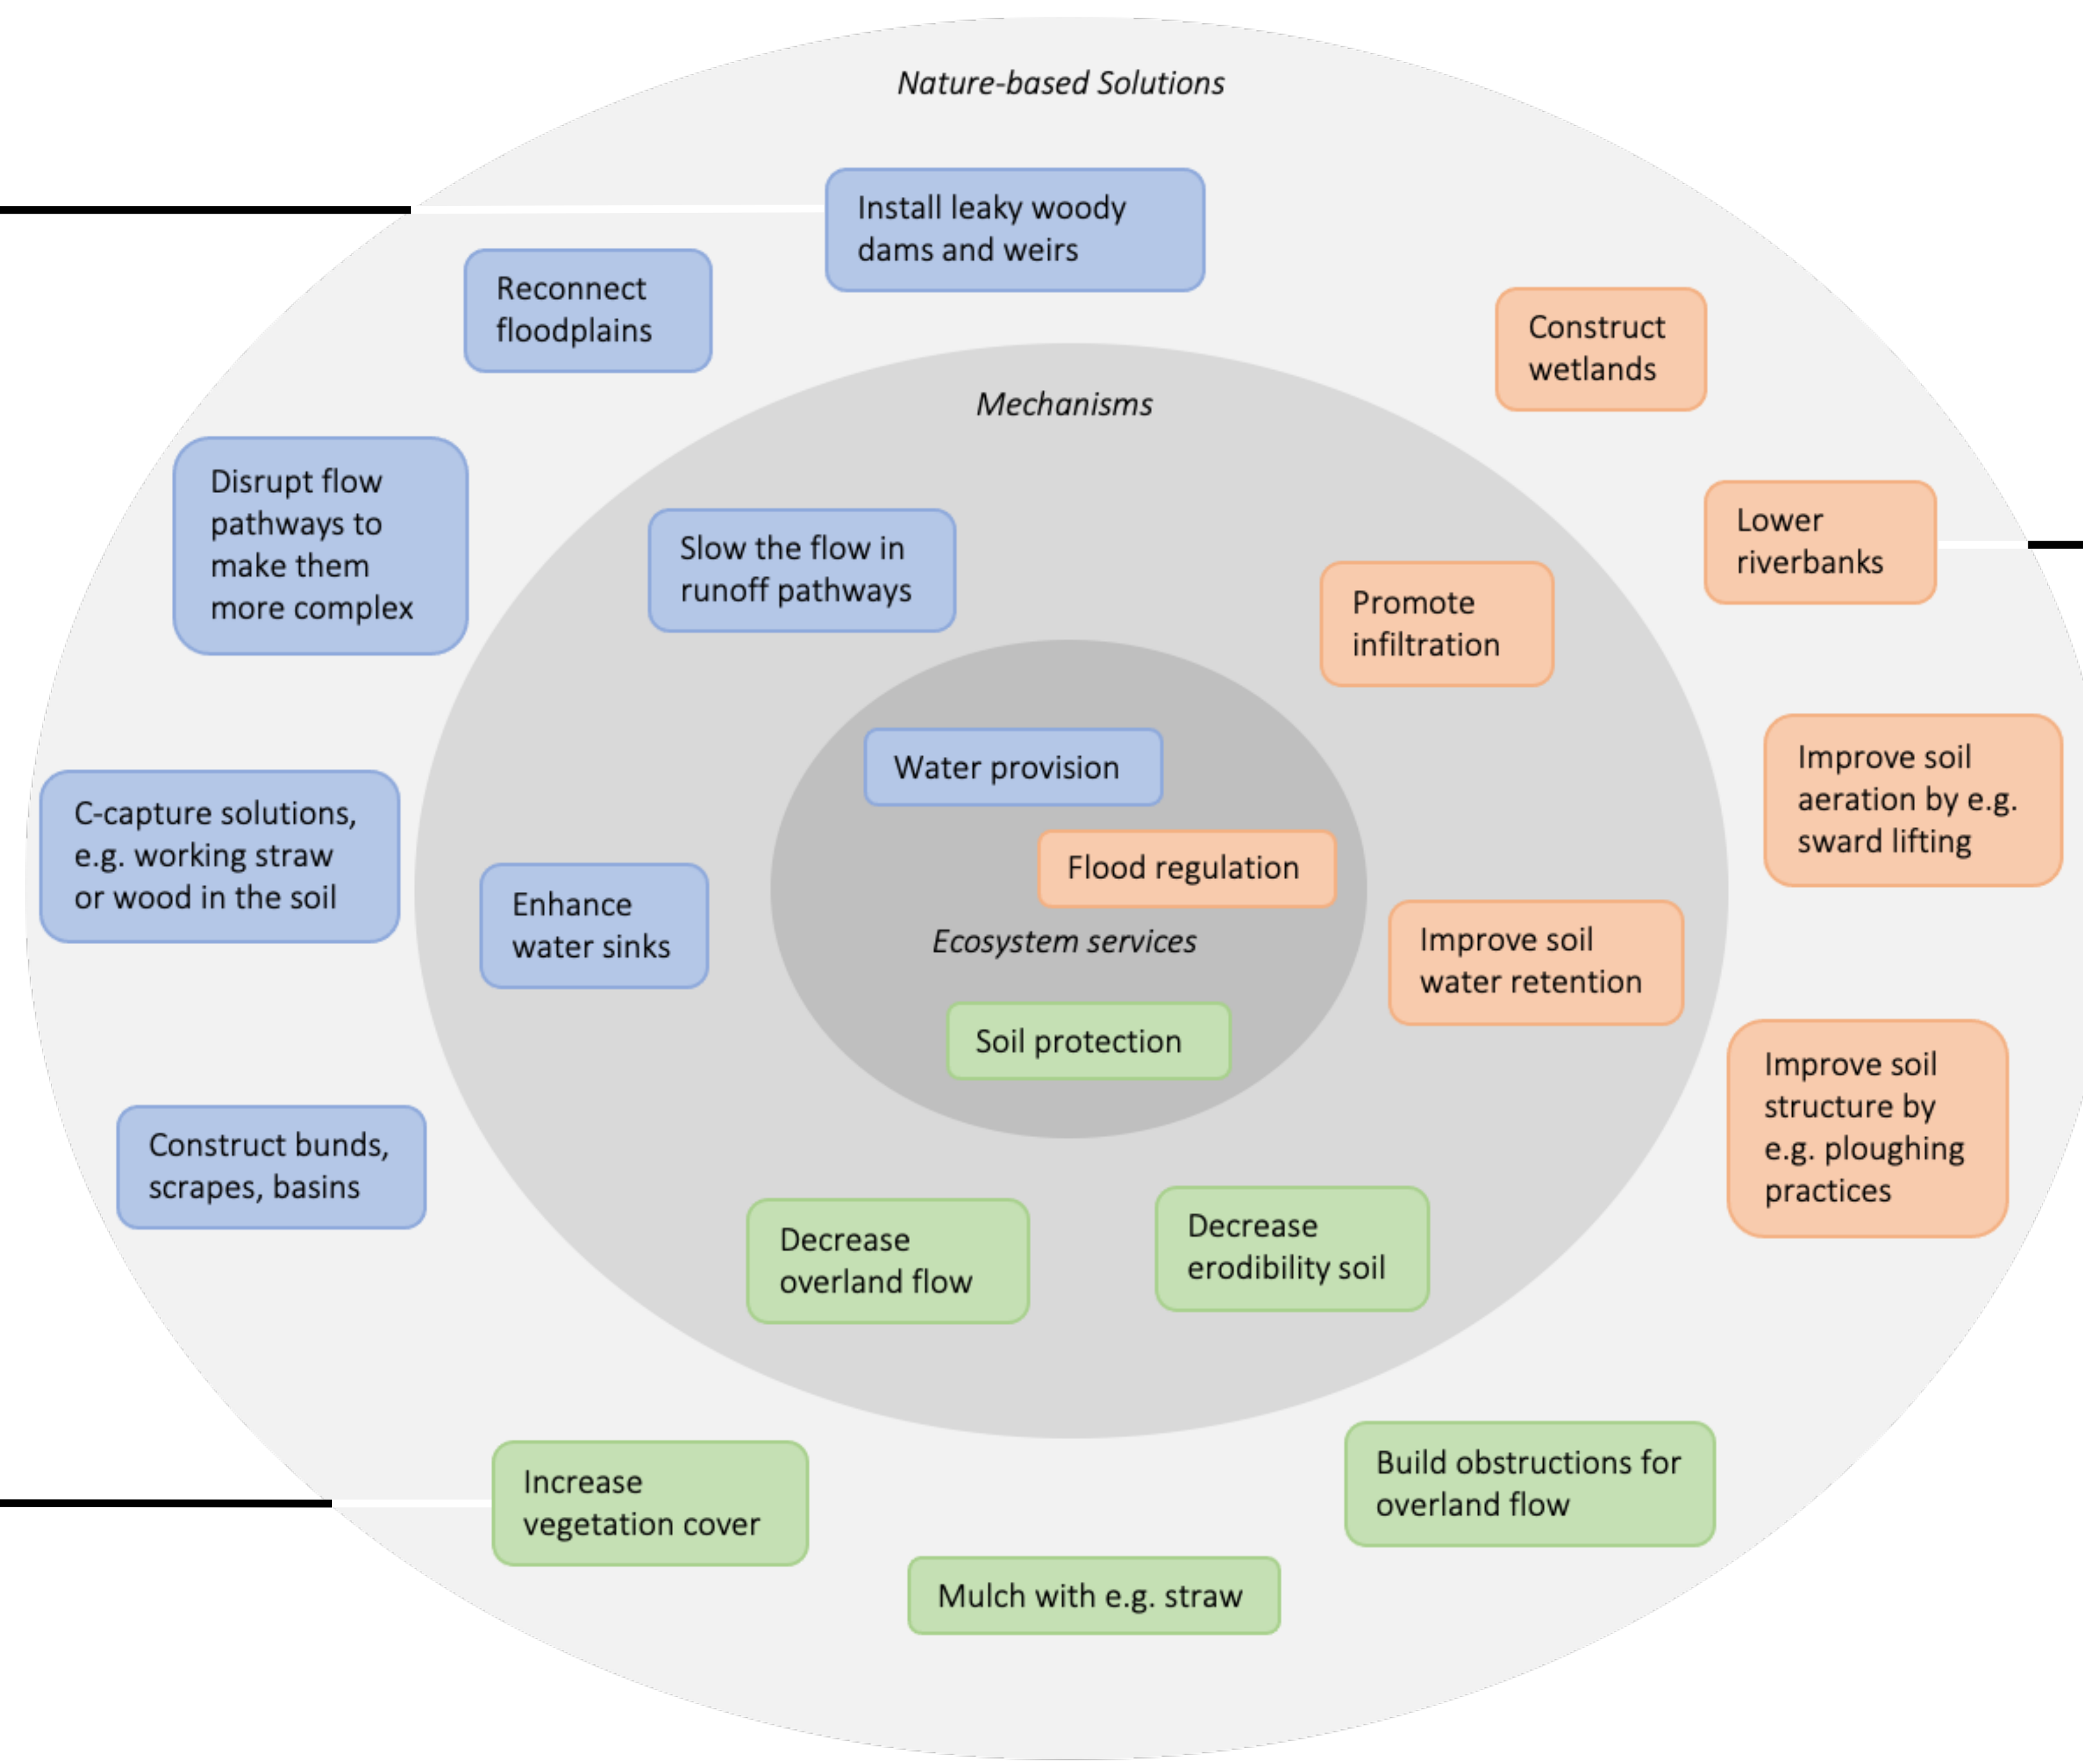 Nature-based Solutions
Install leaky woody
dams and weirs
Reconnect
floodplains
Construct
wetlands
Mechanisms
Disrupt flow
pathways to
make them
more complex
Slow the flow in
runoff pathways
Lower
riverbanks
Promote
infiltration
Water provision
Improve soil
aeration by e.g.
sward lifting
C-capture solutions,
e.g. working straw
or wood in the soil
Flood regulation
Enhance
water sinks
Ecosystem services
Improve soil
water retention
Soil protection
Improve soil
structure by
e.g. ploughing
practices
Construct bunds,
scrapes, basins
Decrease
overland flow
Decrease
erodibility soil
Increase
vegetation cover
Build obstructions for
overland flow
Mulch with e.g. straw